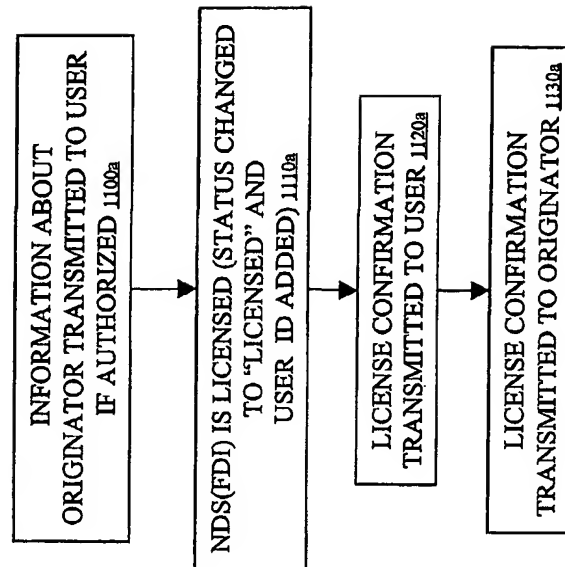 INFORMATION ABOUT
ORIGINATOR TRANSMITTED TO USER
IF AUTHORIZED 1100a
NDS(FDI) IS LICENSED (STATUS CHANGED
TO “LICENSED” AND
USER ID ADDED) 1110a
LICENSE CONFIRMATION
TRANSMITTED TO USER 1120a
LICENSE CONFIRMATION
TRANSMITTED TO ORIGINATOR 1130a